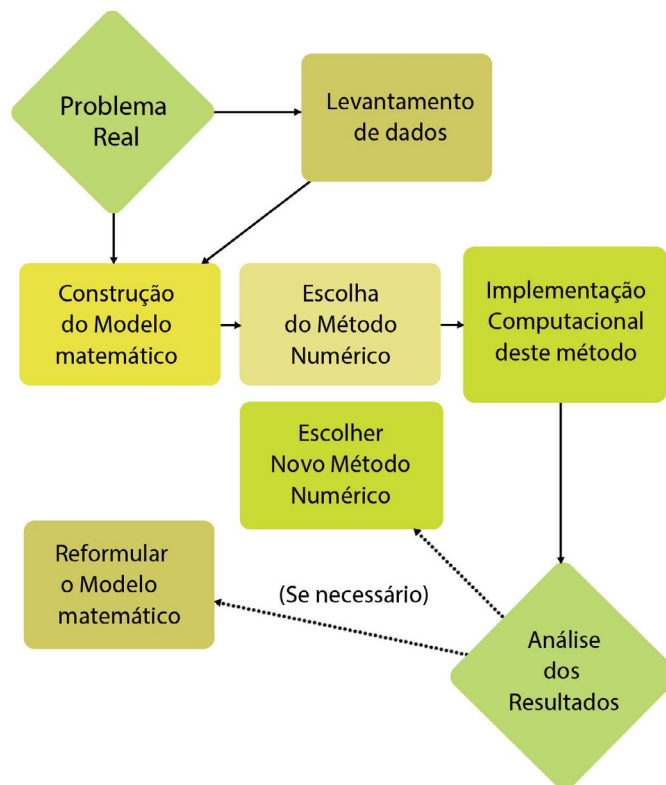 Problema
Real
Levantamento
de dados
Construção
do Modelo
matemático
Escolha
do Método
Numérico
Implementação
Computacional
deste método
Escolher
Novo Método
Numérico
Reformular
o Modelo
matemático
(Se necessário)
Análise
dos
Resultados